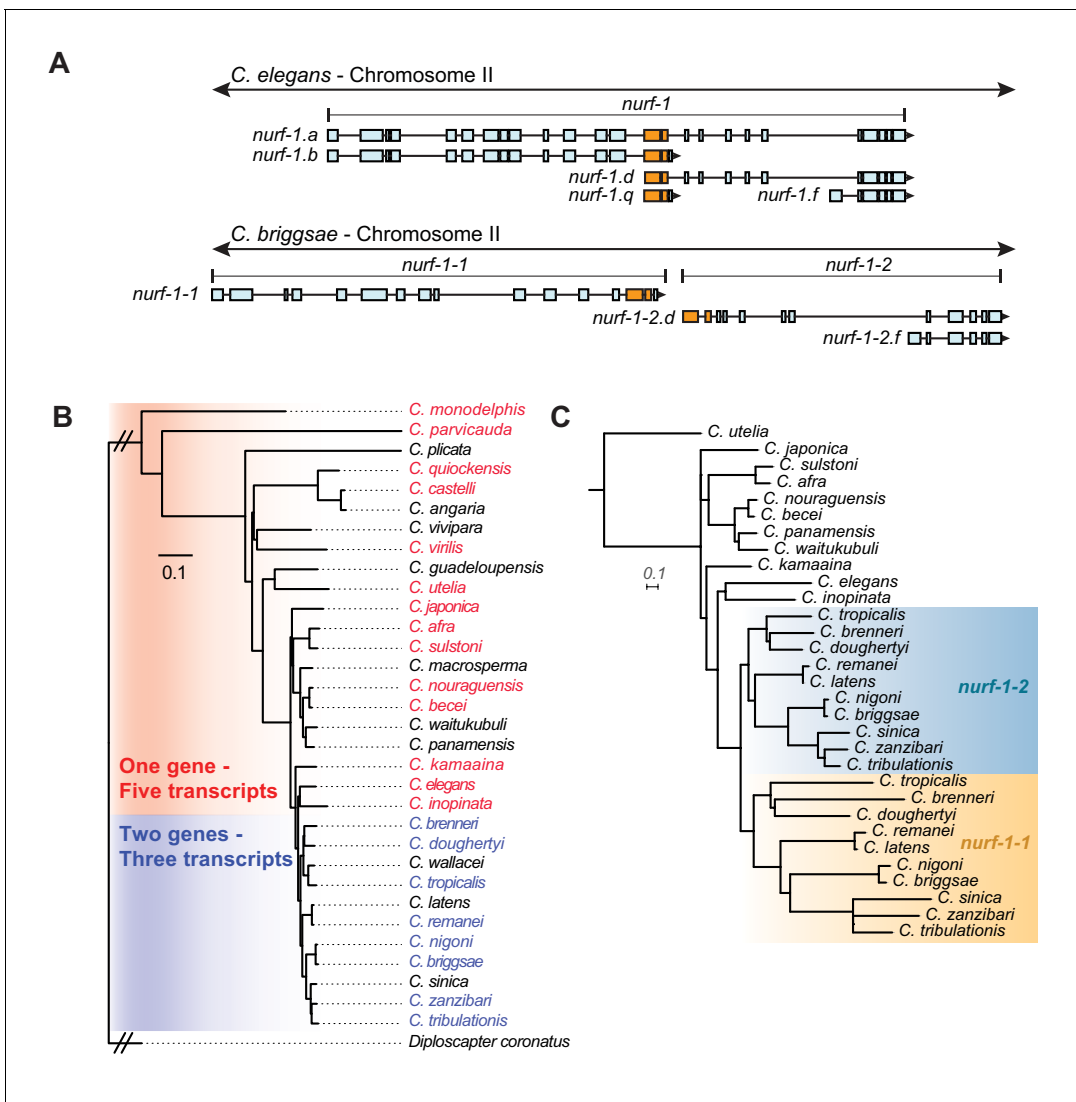 A
C. elegans - Chromosome II
nurf-1
nurf-1.a
nurf-1.b
nurf-1.d
nurf-1.q
nurf-1.f
C. briggsae - Chromosome II
nurf-1-1
nurf-1-2
nurf-1-1
nurf-1-2.d
nurf-1-2.f
B
C. monodelphis
C. parvicauda
C. plicata
C. quiockensis
C. castelli
C. angaria
C. vivipara
C. virilis
C. guadeloupensis
C. utelia
C. japonica
C. afra
C. sulstoni
C. macrosperma
C. nouraguensis
C. becei
C. waitukubuli
C. panamensis
C. kamaaina
C. elegans
C. inopinata
C. brenneri
C. doughertyi
C. wallacei
C. tropicalis
C. latens
C. remanei
C. nigoni
C. briggsae
C. sinica
C. zanzibari
C. tribulationis
Diploscapter coronatus
0.1
One gene -
Five transcripts
Two genes -
Three transcripts
C
C. utelia
C. japonica
C. sulstoni
C. afra
C. nouraguensis
C. becei
C. panamensis
C. waitukubuli
C. kamaaina
C. elegans
C. inopinata
C. tropicalis
C. brenneri
C. doughertyi
C. remanei
C. latens
C. nigoni
C. briggsae
C. sinica
C. zanzibari
C. tribulationis
nurf-1-2
C. tropicalis
C. brenneri
C. doughertyi
C. remanei
C. latens
C. nigoni
C. briggsae
C. sinica
C. zanzibari
C. tribulationis
nurf-1-1
0.1